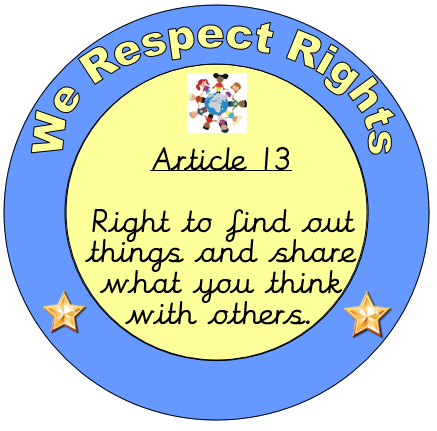 We Respect Rights
Article 13
Right to find out
things and share
what you think
with others.